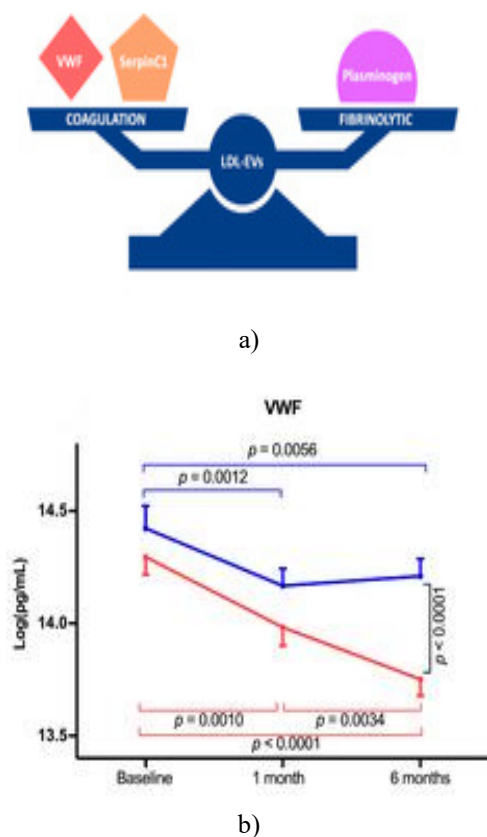 VWF
SerpinC1
Plasminogen
COAGULATION
FIBRINOLYTIC
LDL-EVs
a)
VWF
p = 0.0056
p = 0.0012
14.5
14.0
13.5
Log(pg/mL)
p < 0.0001
p = 0.0010
p = 0.0034
p < 0.0001
Baseline
1 month
6 months
b)